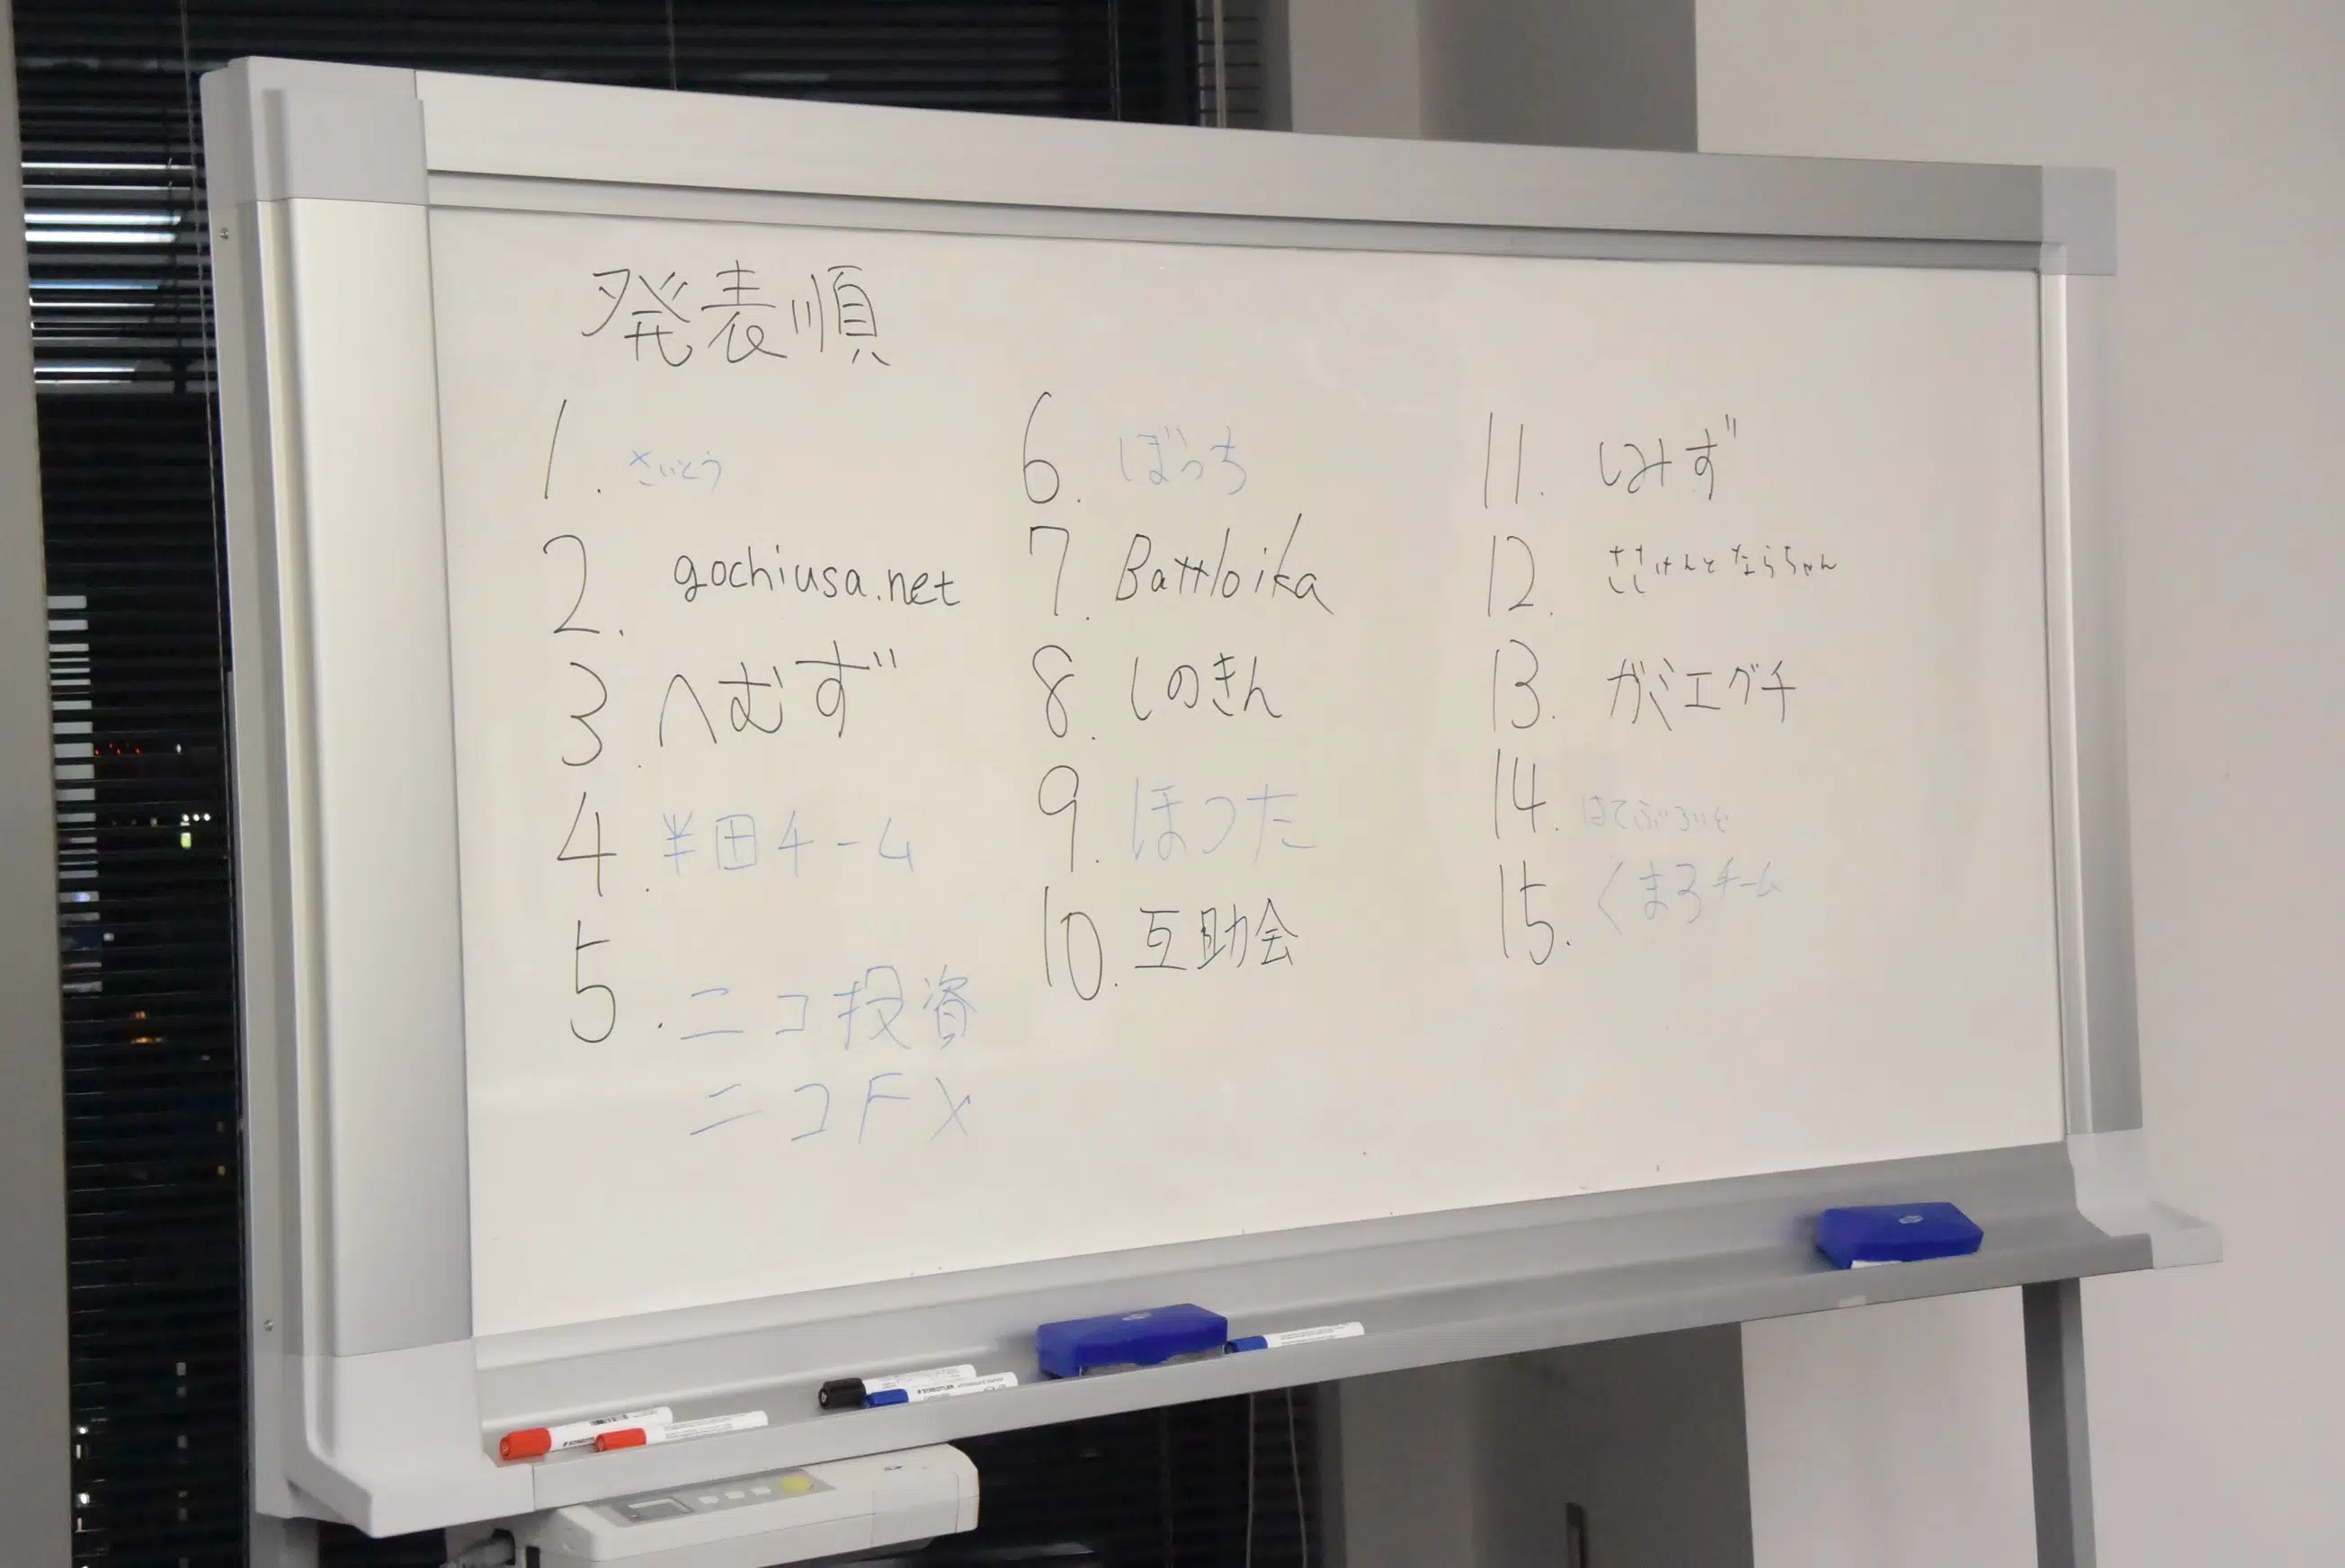 発表順
1. さいとう
2. gochiusa.net
3. へむず
4. 半田チーム
5. ニコ投資
ニコFX
6. ぼっち
7. Battloika
8. しのきん
9. ほった
10. 互助会
11. しみず
12. ささけんとならちゃん
13. ガミエグチ
14.
15. くまろチーム
STAEDTLER